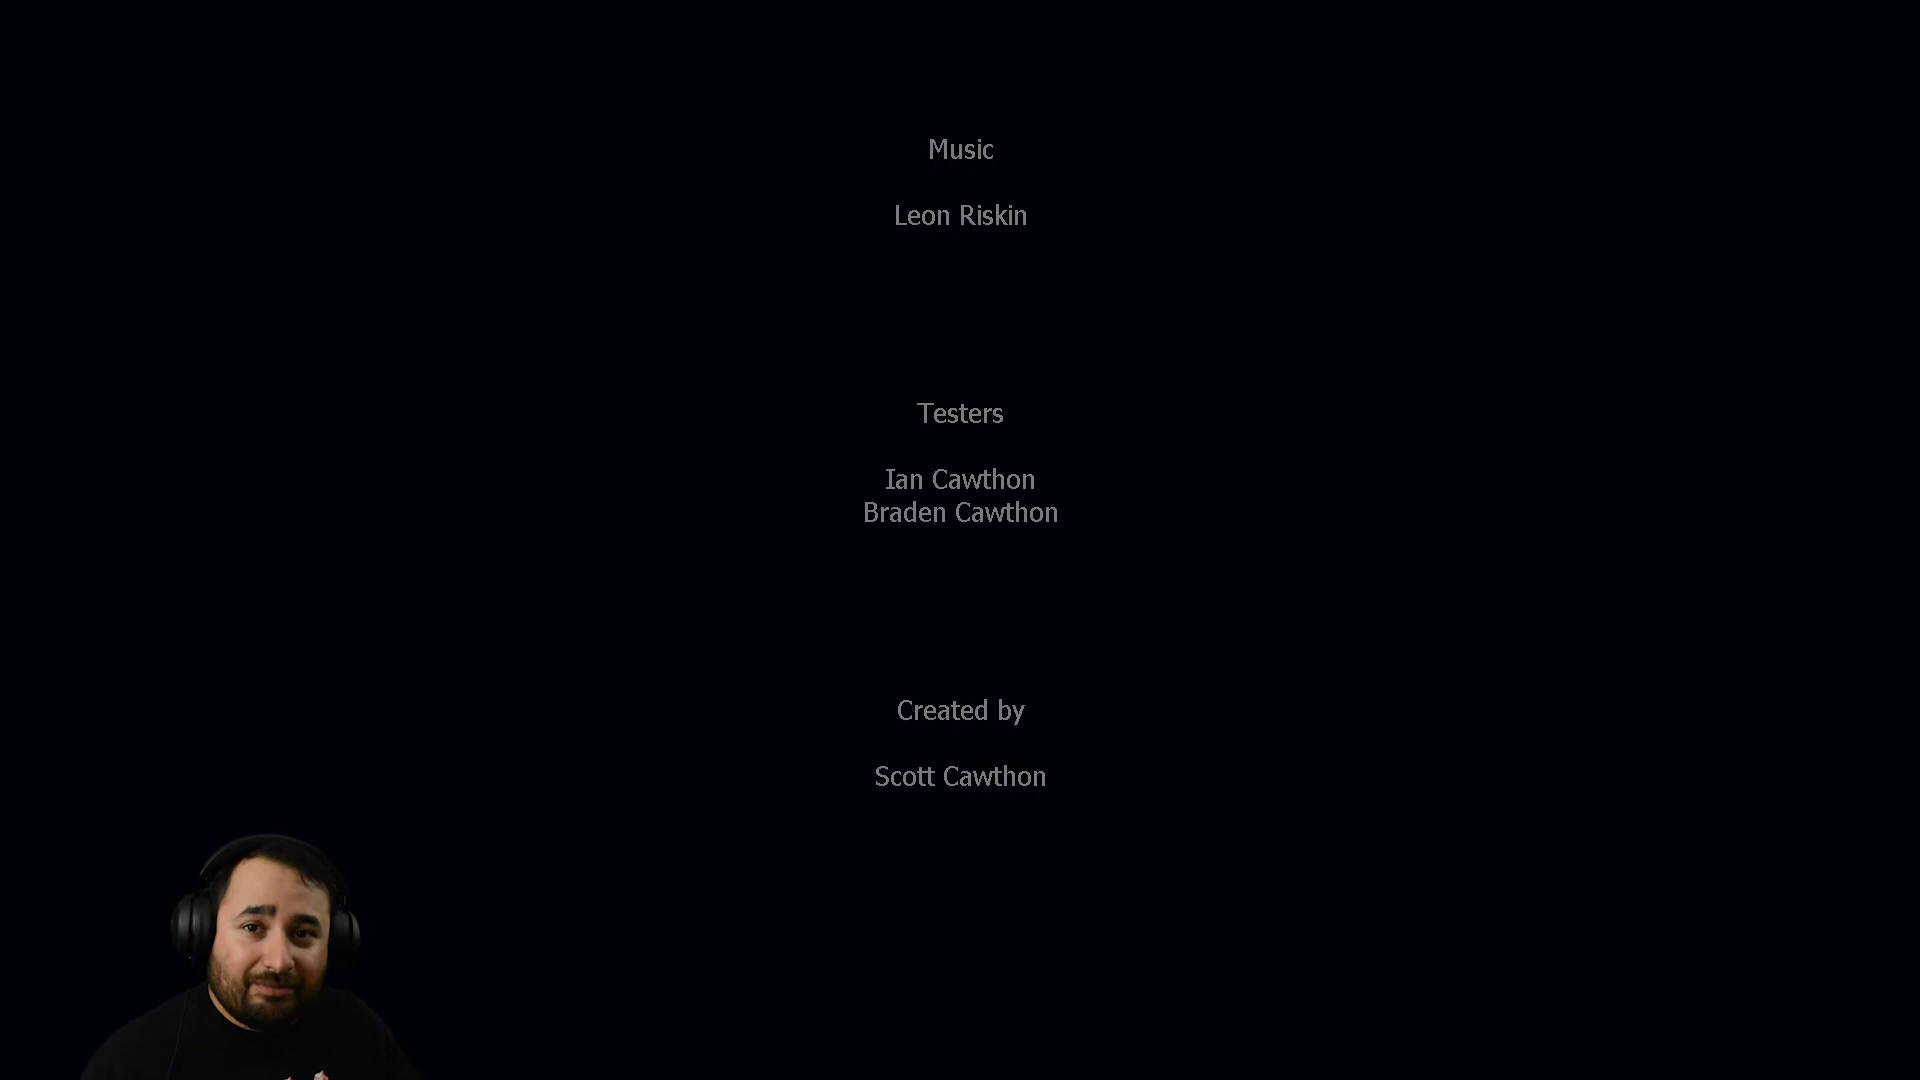 Music
Leon Riskin
Testers
Ian Cawthon
Braden Cawthon
Created by
Scott Cawthon